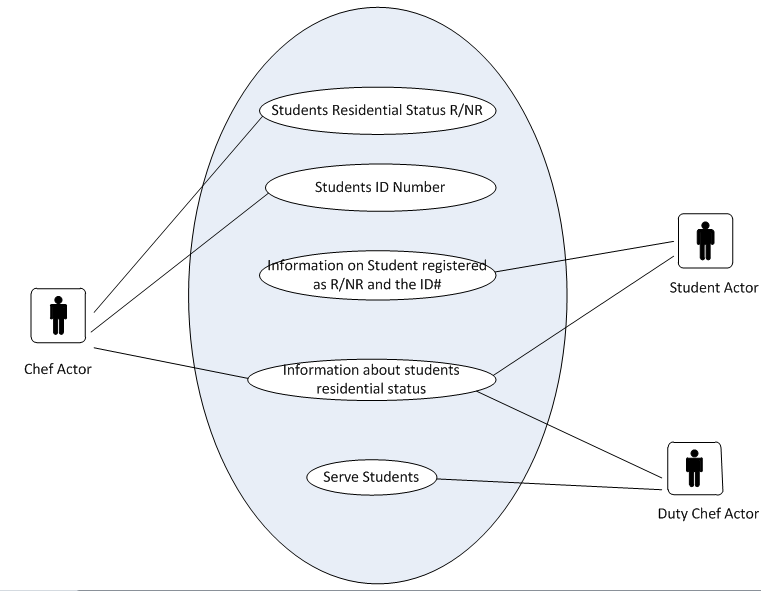 Students Residential Status R/NR
Students ID Number
Information on Student registered
as R/NR and the ID#
Student Actor
Chef Actor
Information about students
residential status
Serve Students
Duty Chef Actor